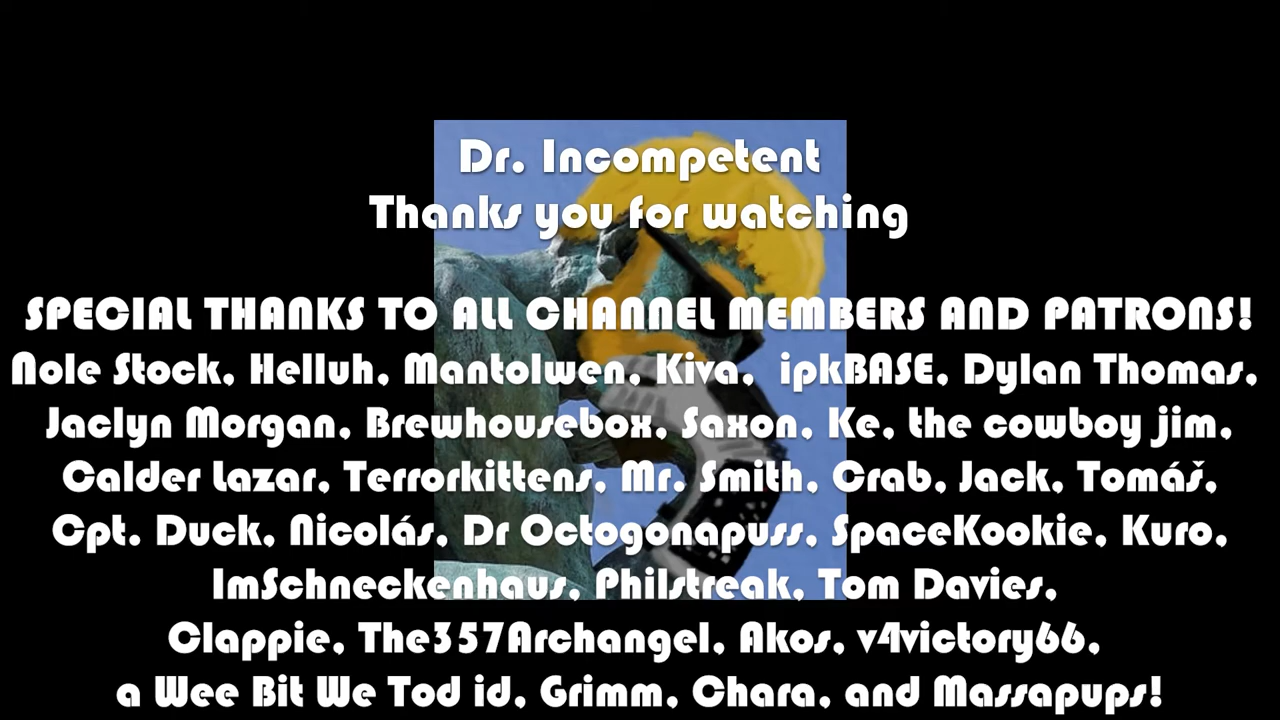 Dr. Incompetent
Thanks you for watching
SPECIAL THANKS TO ALL CHANNEL MEMBERS AND PATRONS!
Nole Stock, Helluh, Mantolwen, Kiva, ipkBASE, Dylan Thomas,
Jaclyn Morgan, Brewhousebox, Saxon, Ke, the cowboy jim,
Calder Lazar, Terrorkittens, Mr. Smith, Crab, Jack, Tomáš,
Cpt. Duck, Nicolás, Dr Octogonapuss, SpaceKookie, Kuro,
ImSchneckenhaus, Philstreak, Tom Davies,
Clappie, The357Archangel, Akos, v4victory66,
a Wee Bit We Tod id, Grimm, Chara, and Massapups!